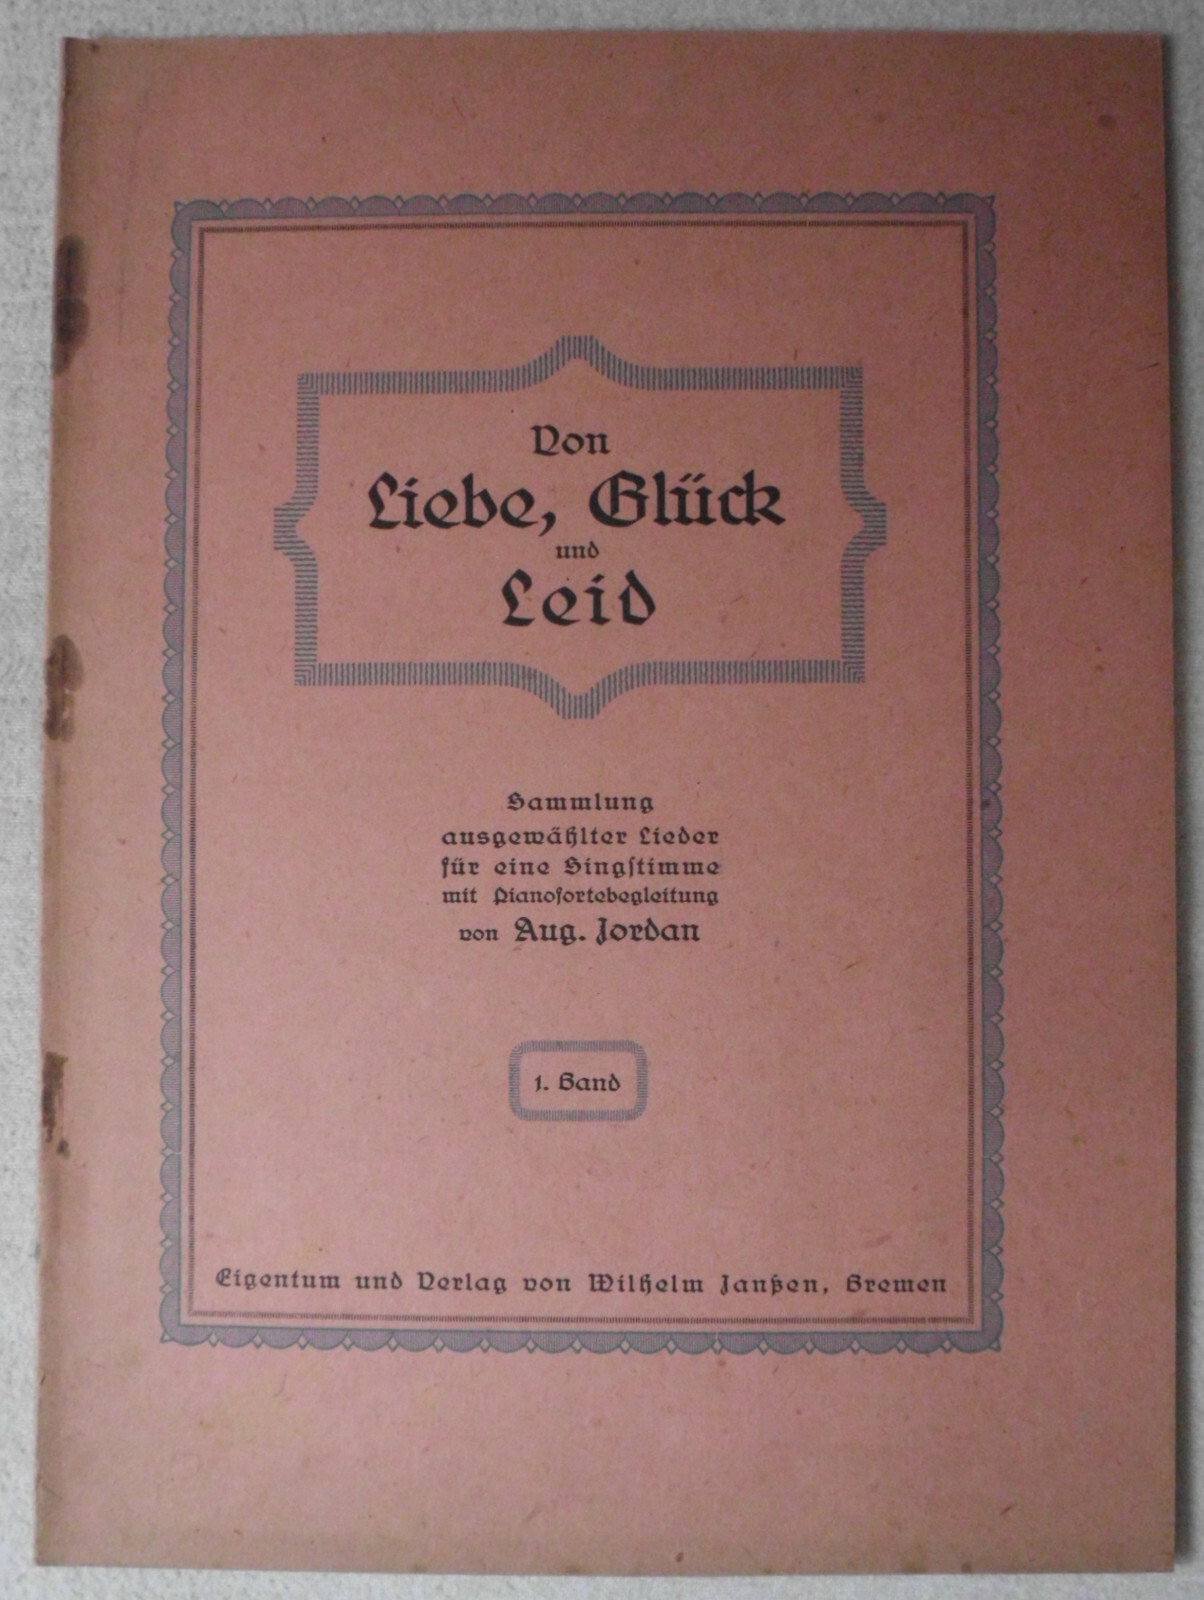 Von
Liebe, Glück
und
Leid
Sammlung
ausgewählter Lieder
für eine Singstimme
mit Pianofortebegleitung
von Aug. Jordan
1. Band
Eigentum und Verlag von Wilhelm Janßen, Bremen